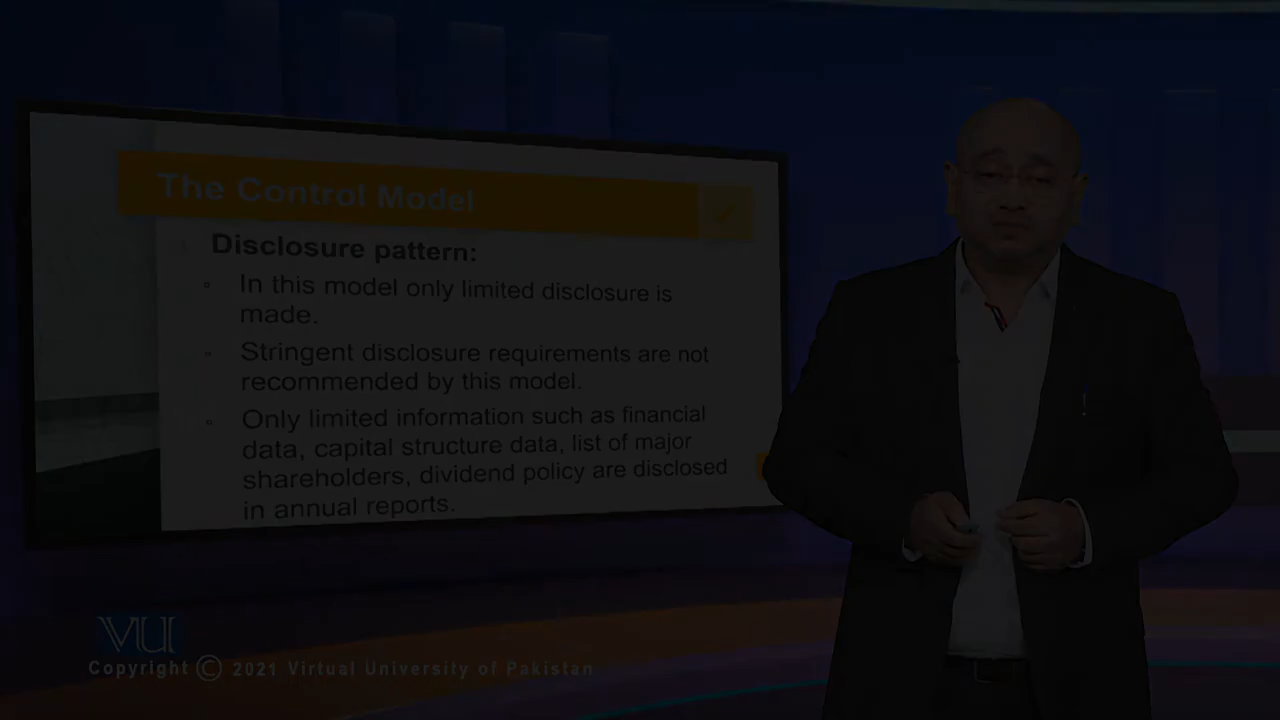 The Control Model
Disclosure pattern:
In this model only limited disclosure is
made.
Stringent disclosure requirements are not
recommended by this model.
Only limited information such as financial
data, capital structure data, list of major
shareholders, dividend policy are disclosed
in annual reports.
VU
Copyright © 2021 Virtual University of Pakistan